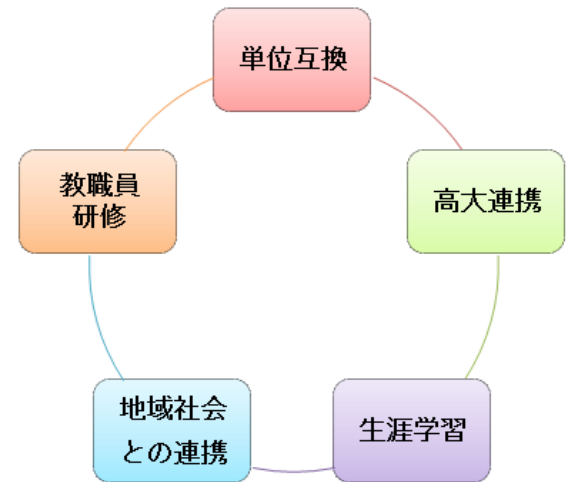 単位互換
高大連携
生涯学習
地域社会
との連携
教職員
研修